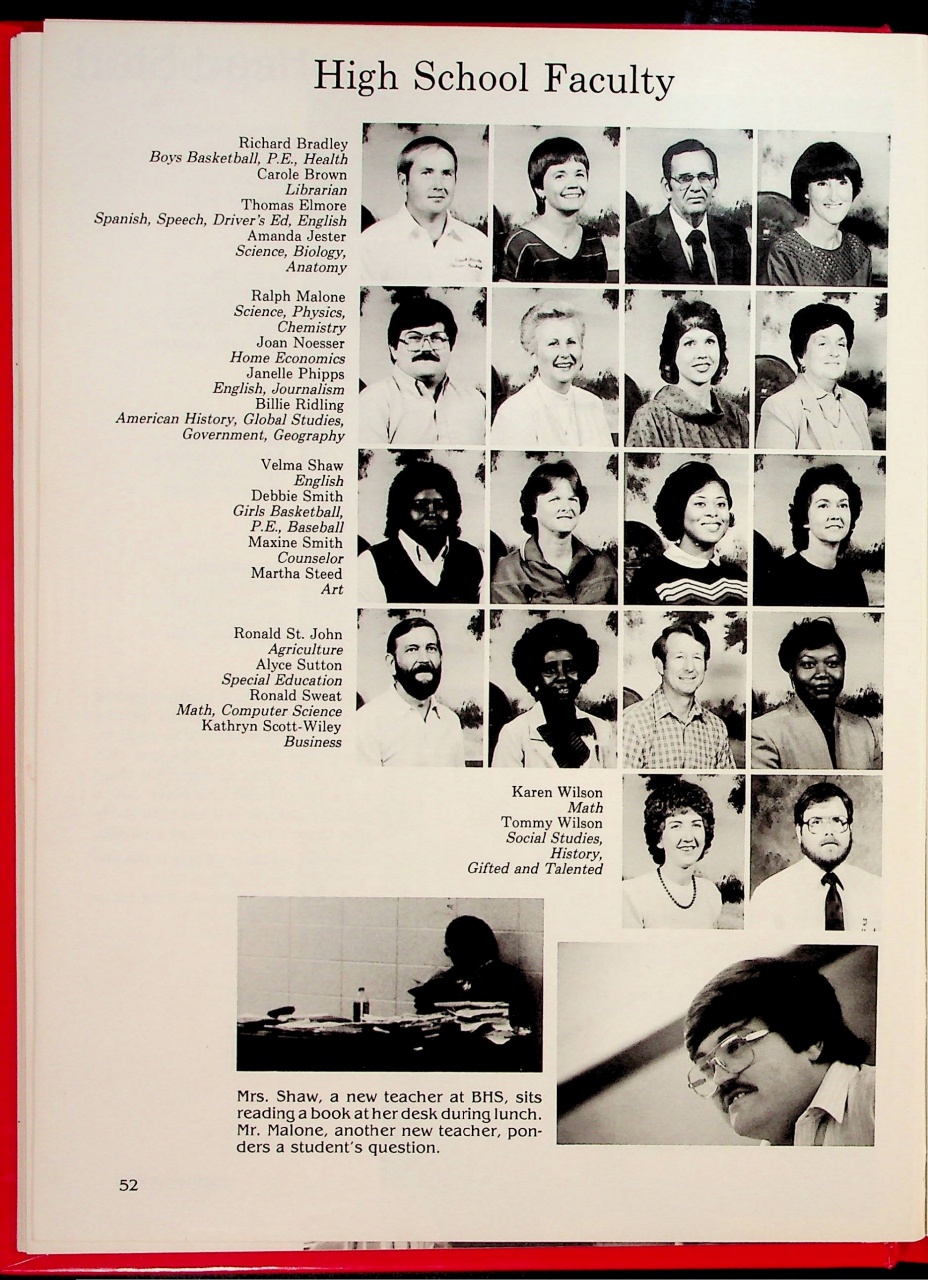 High School Faculty
Richard Bradley
Boys Basketball, P.E., Health
Carole Brown
Librarian
Thomas Elmore
Spanish, Speech, Driver's Ed, English
Amanda Jester
Science, Biology,
Anatomy
Ralph Malone
Science, Physics,
Chemistry
Joan Noesser
Home Economics
Janelle Phipps
English, Journalism
Billie Ridling
American History, Global Studies,
Government, Geography
Velma Shaw
English
Debbie Smith
Girls Basketball,
P.E., Baseball
Maxine Smith
Counselor
Martha Steed
Art
Ronald St. John
Agriculture
Alyce Sutton
Special Education
Ronald Sweat
Math, Computer Science
Kathryn Scott-Wiley
Business
Karen Wilson
Math
Tommy Wilson
Social Studies,
History,
Gifted and Talented
Mrs. Shaw, a new teacher at BHS, sits
reading a book at her desk during lunch.
Mr. Malone, another new teacher, pon-
ders a student's question.
52